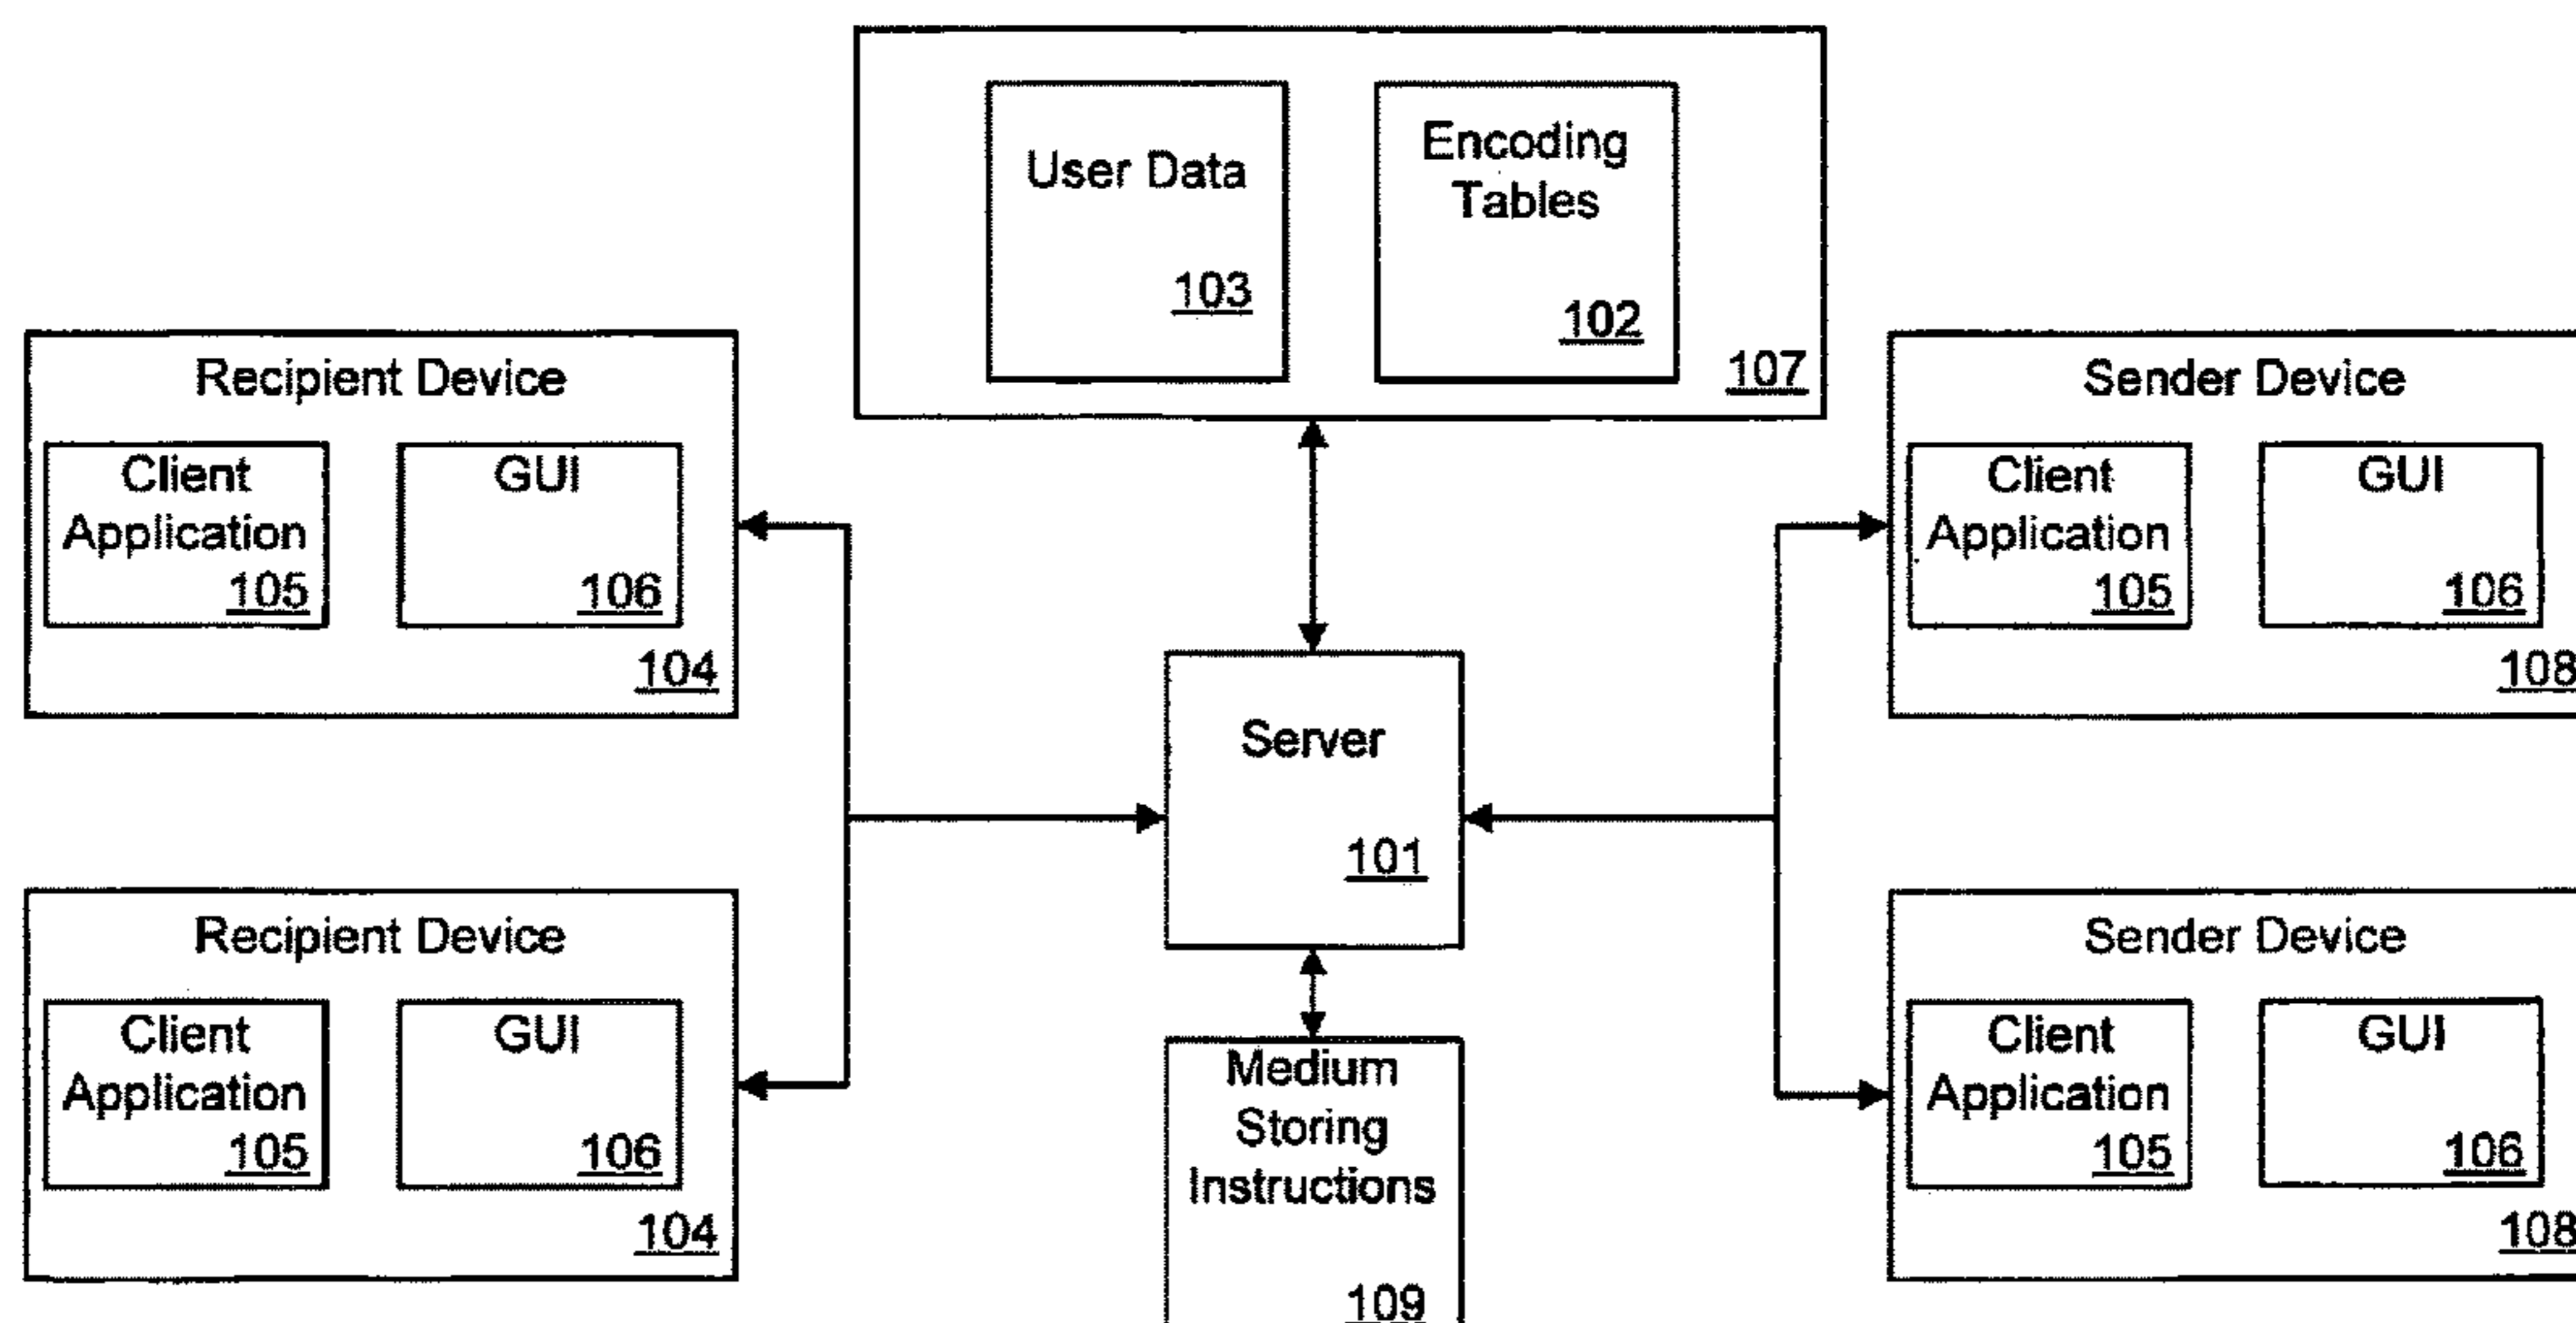 User Data
103
Encoding
Tables
102
107
Recipient Device
Client
Application
105
GUI
106
104
Sender Device
Client
Application
105
GUI
106
108
Server
101
Recipient Device
Client
Application
105
GUI
106
104
Medium
Storing
Instructions
109
Sender Device
Client
Application
105
GUI
106
108